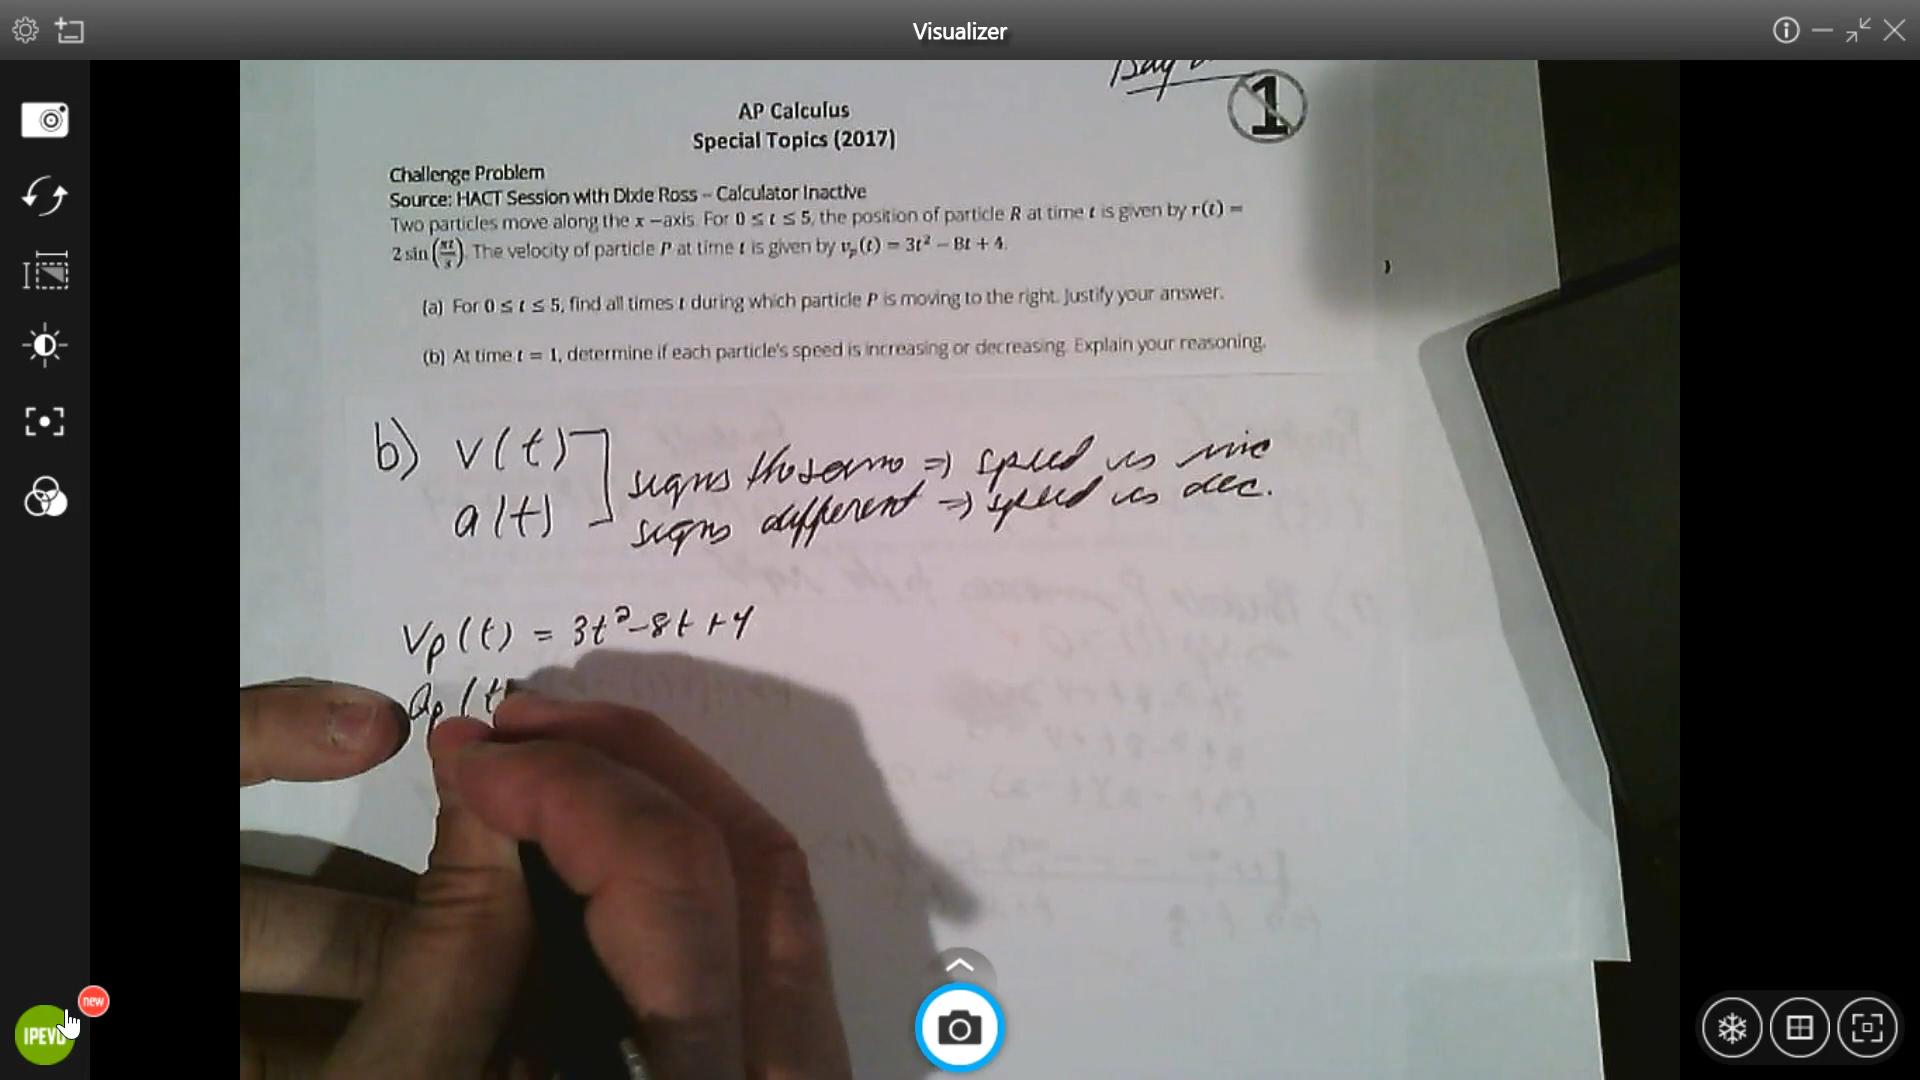 Visualizer
Day
1
AP Calculus
Special Topics (2017)
Challenge Problem
Source: HACT Session with Dixie Ross – Calculator Inactive
Two particles move along the x –axis. For 0 ≤ t ≤ 5, the position of particle R at time t is given by r(t) =
2 sin (πt/3). The velocity of particle P at time t is given by vₚ(t) = 3t² – 8t + 4.
(a) For 0 ≤ t ≤ 5, find all times t during which particle P is moving to the right. Justify your answer.
(b) At time t = 1, determine if each particle's speed is increasing or decreasing. Explain your reasoning.
b) v(t)
a(t)
signs the same ⇒ speed is inc
signs different ⇒ speed is dec.
vₚ(t) = 3t²-8t+4
aₚ(t)
new
IPEVO